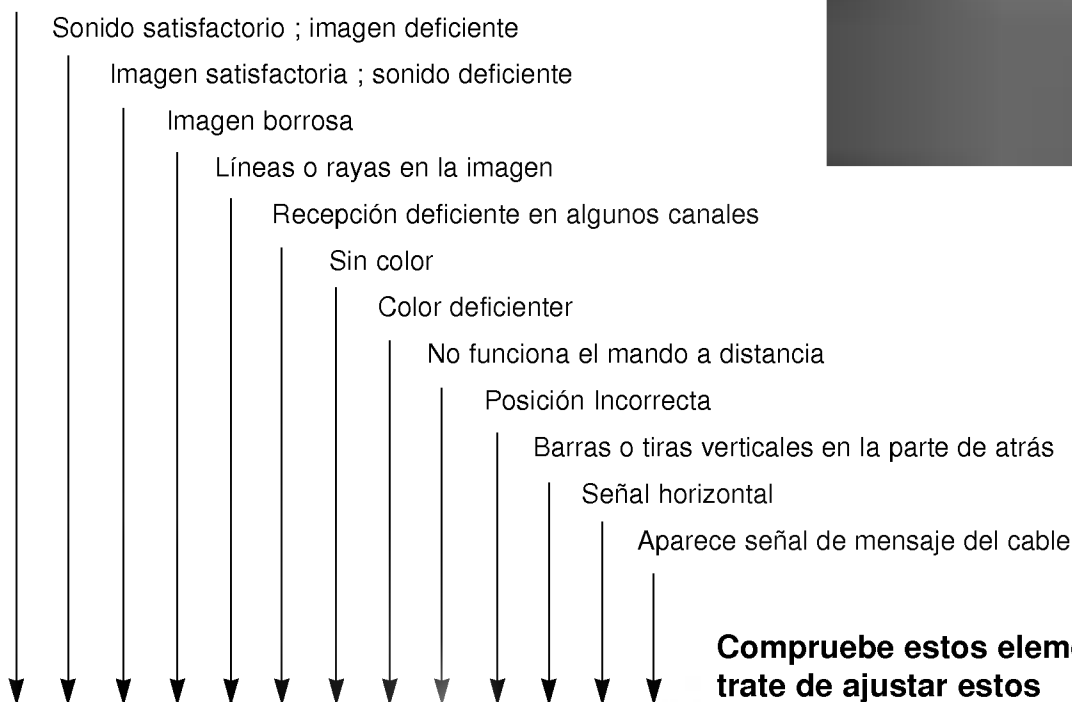 Sonido satisfactorio ; imagen deficiente
Imagen satisfactoria ; sonido deficiente
Imagen borrosa
Líneas o rayas en la imagen
Recepción deficiente en algunos canales
Sin color
Color deficienter
No funciona el mando a distancia
Posición Incorrecta
Barras o tiras verticales en la parte de atrás
Señal horizontal
Aparece señal de mensaje del cable
Compruebe estos
trate de ajustar estos